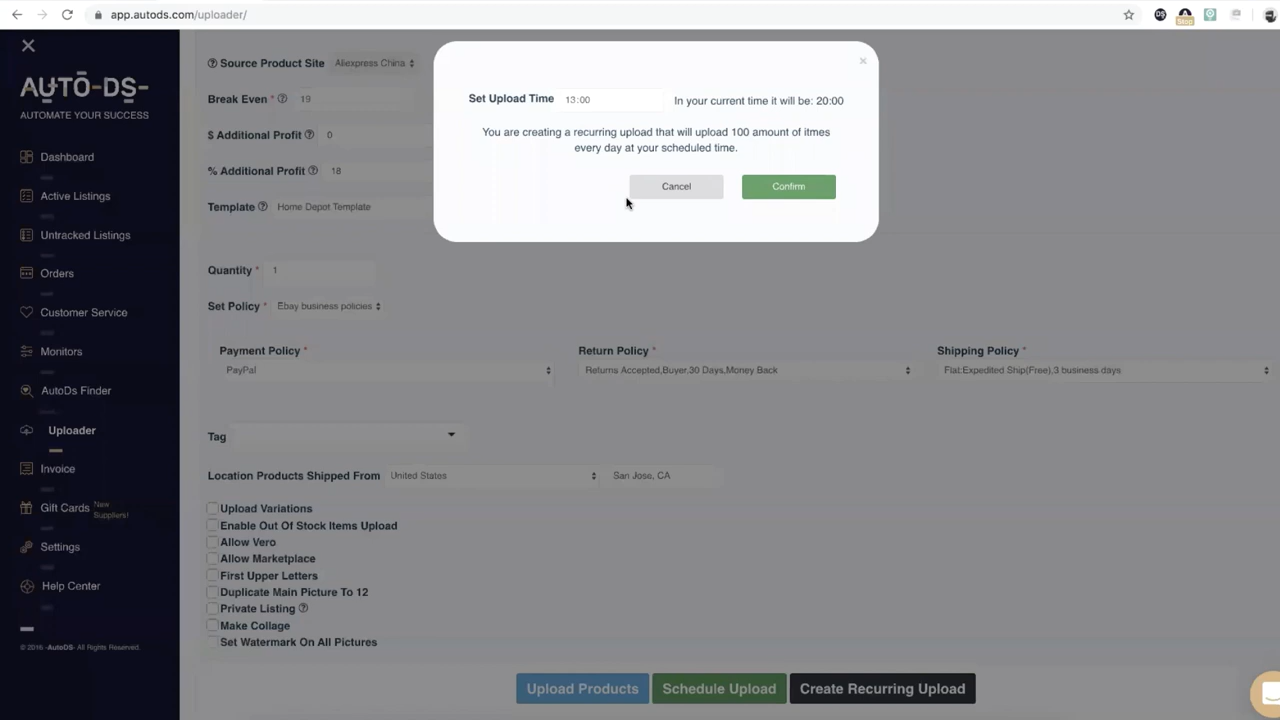 app.autods.com/uploader/
Stop
AUTO-DS-
AUTOMATE YOUR SUCCESS
Dashboard
Active Listings
Untracked Listings
Orders
Customer Service
Monitors
AutoDs Finder
Uploader
Invoice
Gift Cards New Suppliers!
Settings
Help Center
© 2016 -AutoDS- All Rights Reserved.
Source Product Site Aliexpress China
Break Even * 19
$ Additional Profit 0
% Additional Profit 18
Template Home Depot Template
Quantity * 1
Set Policy * Ebay business policies
Payment Policy * Return Policy * Shipping Policy *
PayPal Returns Accepted,Buyer,30 Days,Money Back Flat:Expedited Ship(Free),3 business days
Tag
Location Products Shipped From United States San Jose, CA
Upload Variations
Enable Out Of Stock Items Upload
Allow Vero
Allow Marketplace
First Upper Letters
Duplicate Main Picture To 12
Private Listing
Make Collage
Set Watermark On All Pictures
Upload Products Schedule Upload Create Recurring Upload
×
Set Upload Time 13:00 In your current time it will be: 20:00
You are creating a recurring upload that will upload 100 amount of itmes
every day at your scheduled time.
Cancel Confirm